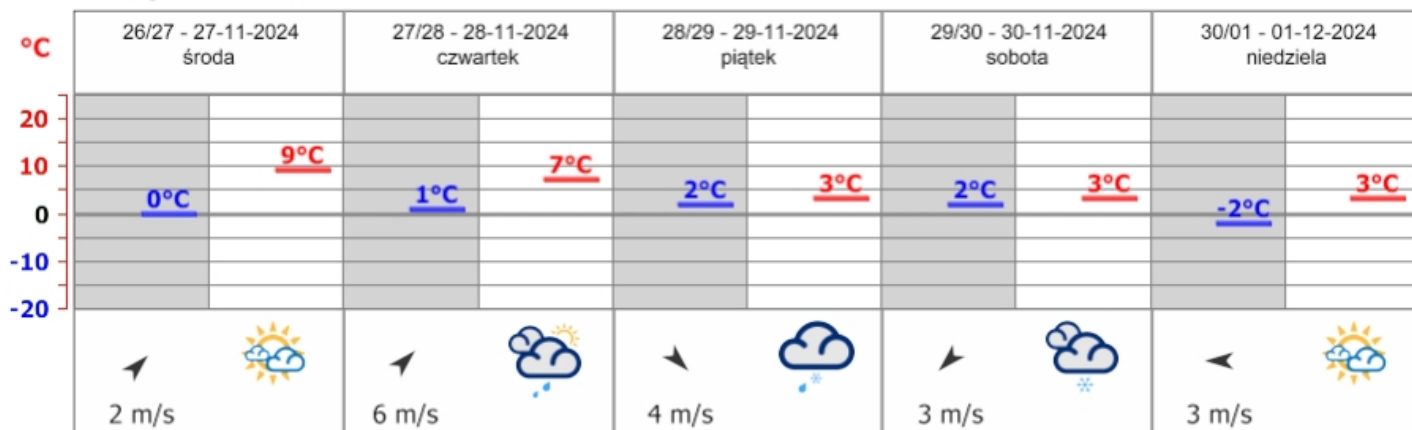 °C
26/27 - 27-11-2024
środa
27/28 - 28-11-2024
czwartek
28/29 - 29-11-2024
piątek
29/30 - 30-11-2024
sobota
30/01 - 01-12-2024
niedziela
20
10
0
-10
-20
0°C
9°C
1°C
7°C
2°C
3°C
2°C
3°C
-2°C
3°C
2 m/s
6 m/s
4 m/s
3 m/s
3 m/s